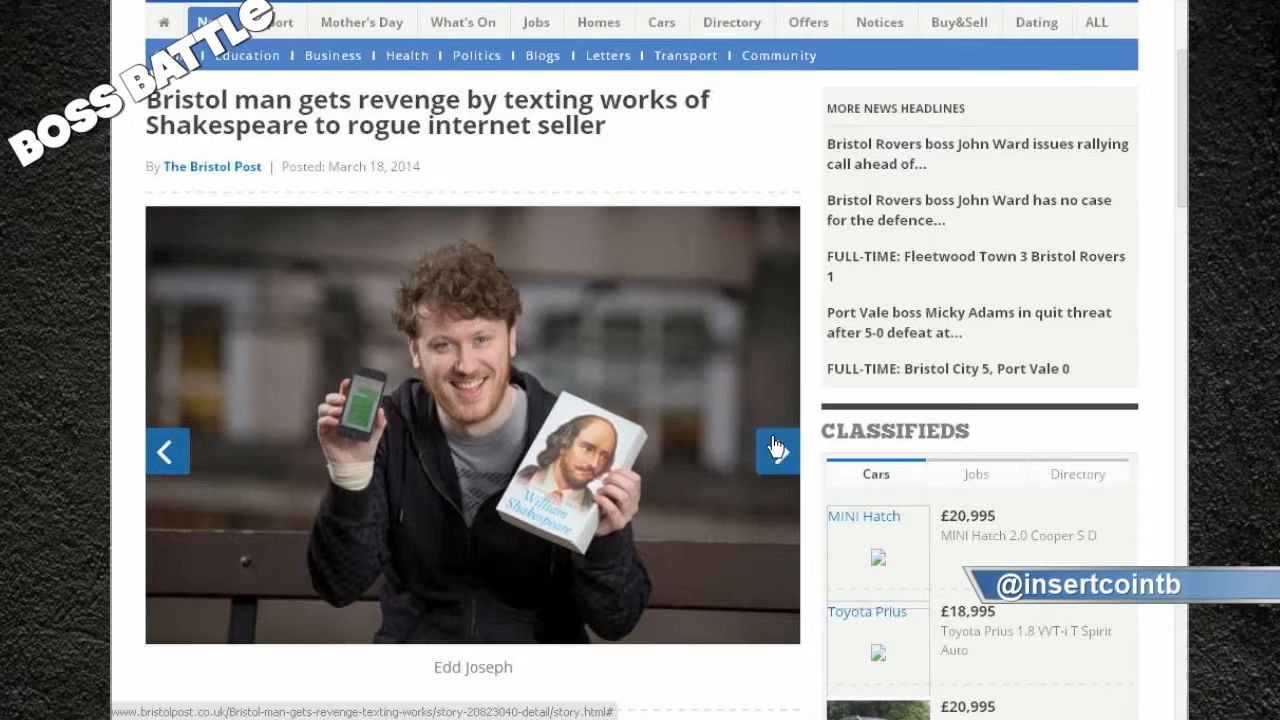 BOSS BATTLE
port
Mother's Day
What's On
Jobs
Homes
Cars
Directory
Offers
Notices
Buy&Sell
Dating
ALL
Education
Business
Health
Politics
Blogs
Letters
Transport
Community
Bristol man gets revenge by texting works of
Shakespeare to rogue internet seller
By The Bristol Post | Posted: March 18, 2014
William
Shakespeare
Edd Joseph
MORE NEWS HEADLINES
Bristol Rovers boss John Ward issues rallying
call ahead of...
Bristol Rovers boss John Ward has no case
for the defence...
FULL-TIME: Fleetwood Town 3 Bristol Rovers
1
Port Vale boss Micky Adams in quit threat
after 5-0 defeat at...
FULL-TIME: Bristol City 5, Port Vale 0
CLASSIFIEDS
Cars
Jobs
Directory
MINI Hatch
£20,995
MINI Hatch 2.0 Cooper S D
@insertcointb
Toyota Prius
£18,995
Toyota Prius 1.8 VVT-i T Spirit
Auto
£20,995
www.bristolpost.co.uk/Bristol-man-gets-revenge-texting-works/story-20823040-detail/story.html#